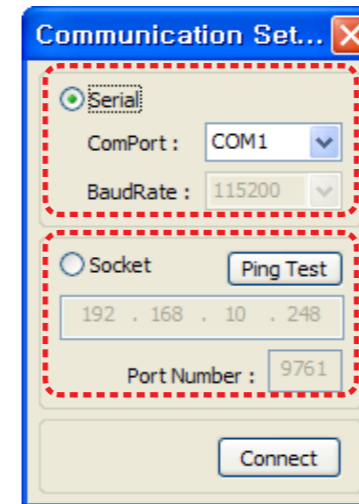 Communication Set...
Serial
ComPort : COM1
BaudRate : 115200
Socket Ping Test
192 . 168 . 10 . 248
Port Number : 9761
Connect